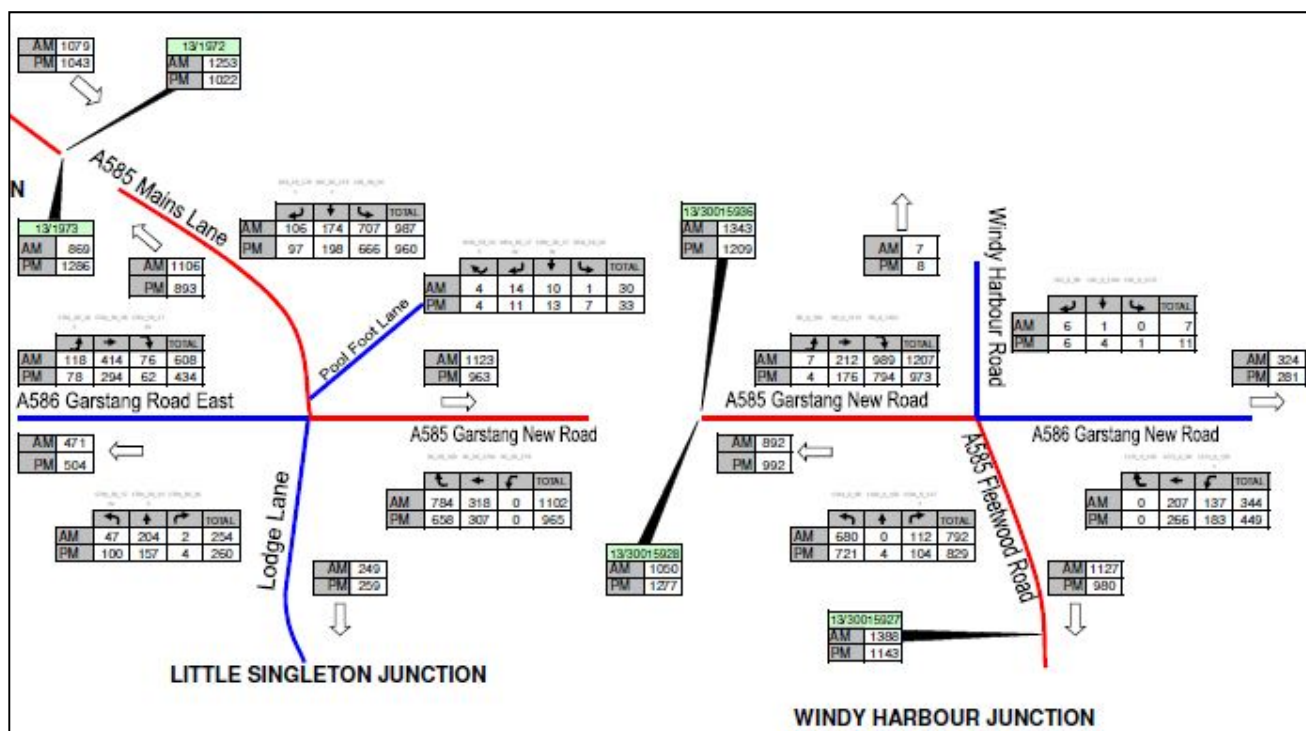 AM 1079
PM 1043
13/1972
AM 1253
PM 1022
N
A585 Mains Lane
13/1973
AM 869
PM 1286
AM 1106
PM 893
TOTAL
AM 106 174 707 987
PM 97 198 666 960
TOTAL
AM 4 14 10 1 30
PM 4 11 13 7 33
Pool Foot Lane
TOTAL
AM 118 414 76 608
PM 78 294 62 434
AM 1123
PM 963
A586 Garstang Road East
A585 Garstang New Road
AM 471
PM 504
TOTAL
AM 784 318 0 1102
PM 658 307 0 965
TOTAL
AM 47 204 2 254
PM 100 157 4 260
Lodge Lane
AM 249
PM 259
LITTLE SINGLETON JUNCTION
13/30015936
AM 1343
PM 1209
AM 7
PM 8
Windy Harbour Road
TOTAL
AM 6 1 0 7
PM 6 4 1 11
TOTAL
AM 7 212 989 1207
PM 4 176 794 973
AM 324
PM 281
A585 Garstang New Road
A586 Garstang New Road
AM 892
PM 992
A585 Fleetwood Road
TOTAL
AM 0 207 137 344
PM 0 266 183 449
TOTAL
AM 680 0 112 792
PM 721 4 104 829
13/30015928
AM 1050
PM 1277
AM 1127
PM 980
13/30015927
AM 1388
PM 1143
WINDY HARBOUR JUNCTION